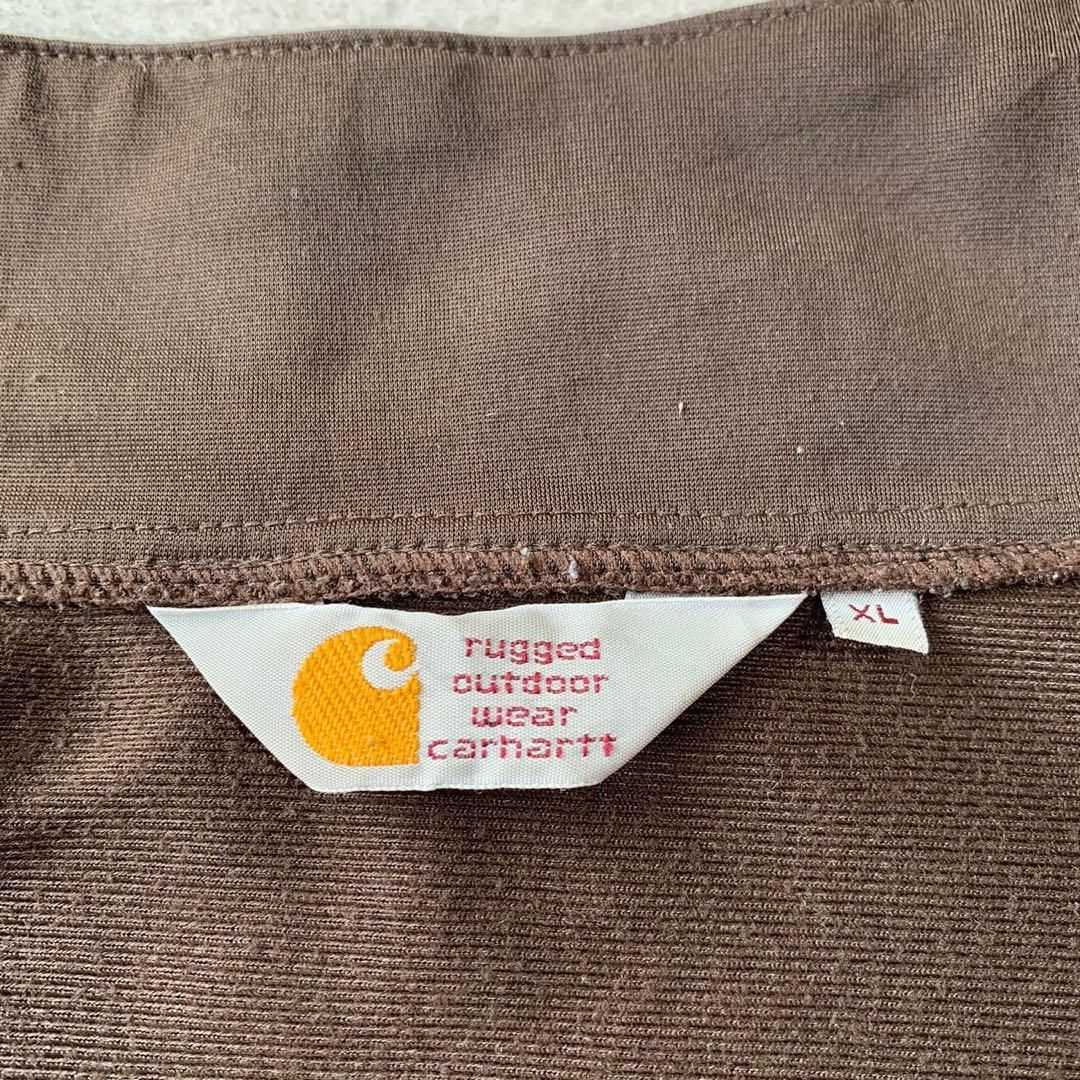 rugged
outdoor
wear
carhartt
XL